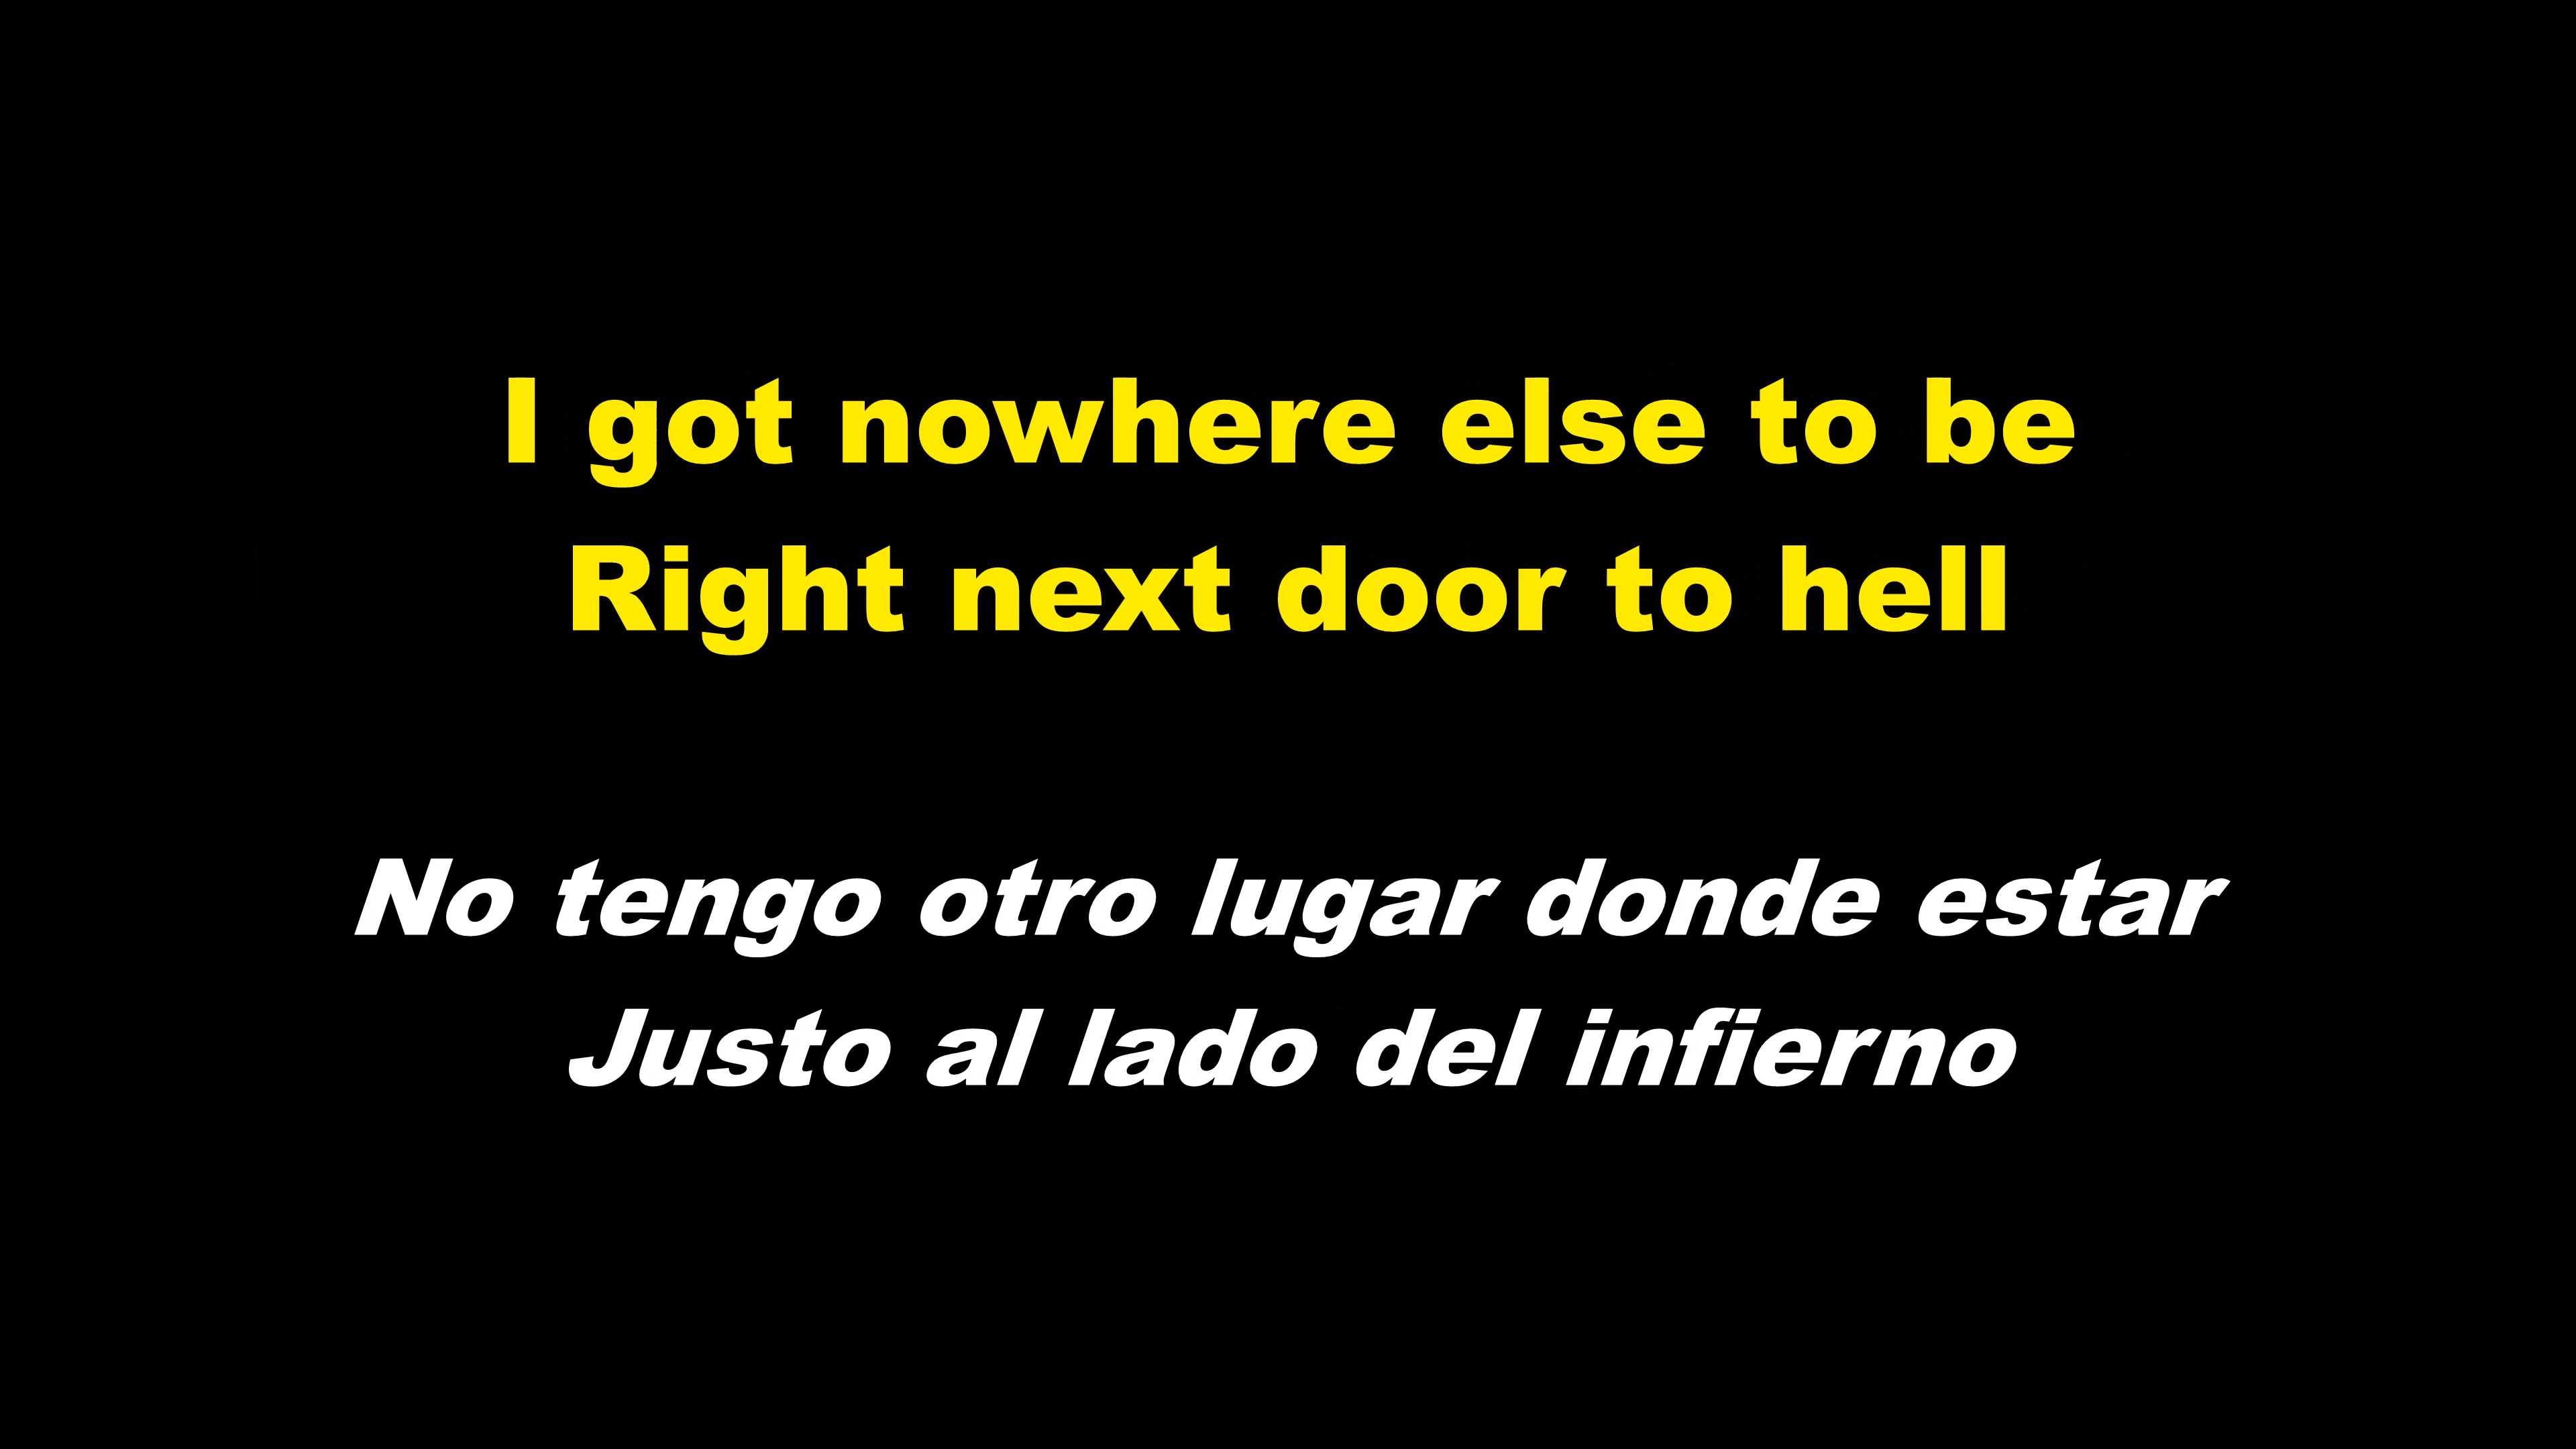 I got nowhere else to be
Right next door to hell
No tengo otro lugar donde estar
Justo al lado del infierno